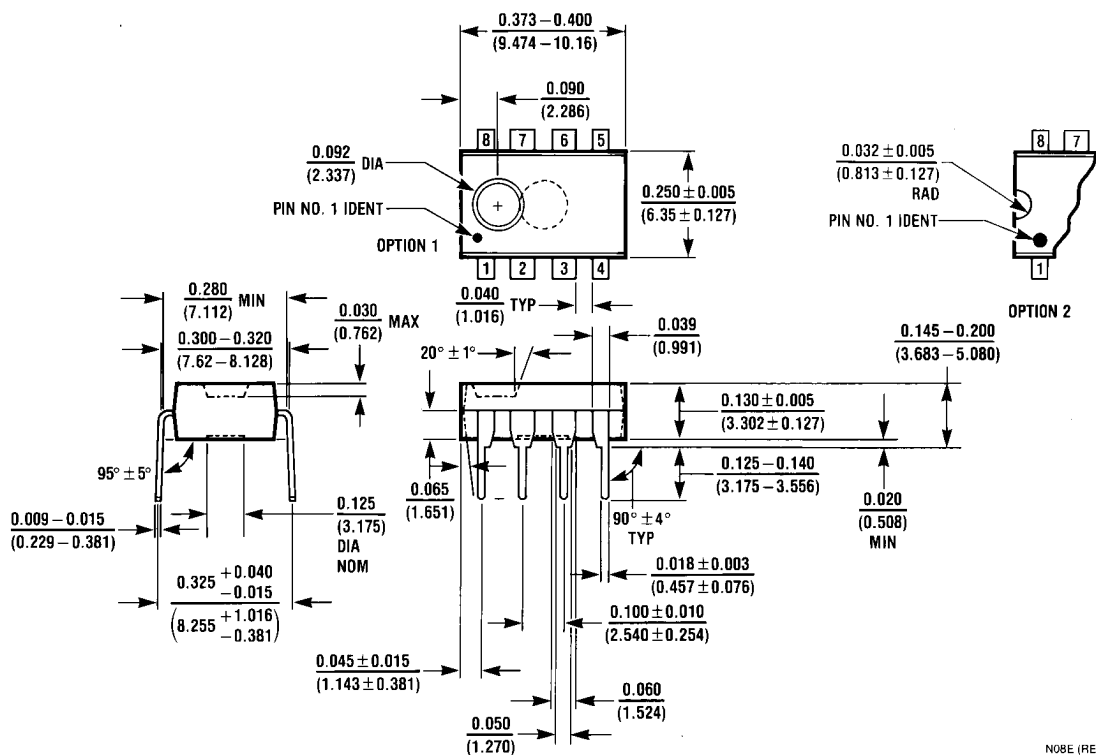 0.373 – 0.400
(9.474 – 10.16)
0.090
(2.286)
8 7 6 5
0.092 DIA
(2.337)
PIN NO. 1 IDENT
OPTION 1
1 2 3 4
0.250 ± 0.005
(6.35 ± 0.127)
0.032 ± 0.005
(0.813 ± 0.127)
RAD
PIN NO. 1 IDENT
8 7
1
OPTION 2
0.280 MIN
(7.112)
0.300 – 0.320
(7.62 – 8.128)
0.030 MAX
(0.762)
0.040 TYP
(1.016)
20° ± 1°
0.039
(0.991)
0.145 – 0.200
(3.683 – 5.080)
0.130 ± 0.005
(3.302 ± 0.127)
0.125 – 0.140
(3.175 – 3.556)
0.020
(0.508)
MIN
95° ± 5°
0.009 – 0.015
(0.229 – 0.381)
0.125
(3.175)
DIA
NOM
0.065
(1.651)
90° ± 4°
TYP
0.325 +0.040
−0.015
(8.255 +1.016
−0.381)
0.018 ± 0.003
(0.457 ± 0.076)
0.100 ± 0.010
(2.540 ± 0.254)
0.045 ± 0.015
(1.143 ± 0.381)
0.060
(1.524)
0.050
(1.270)
N08E (RE